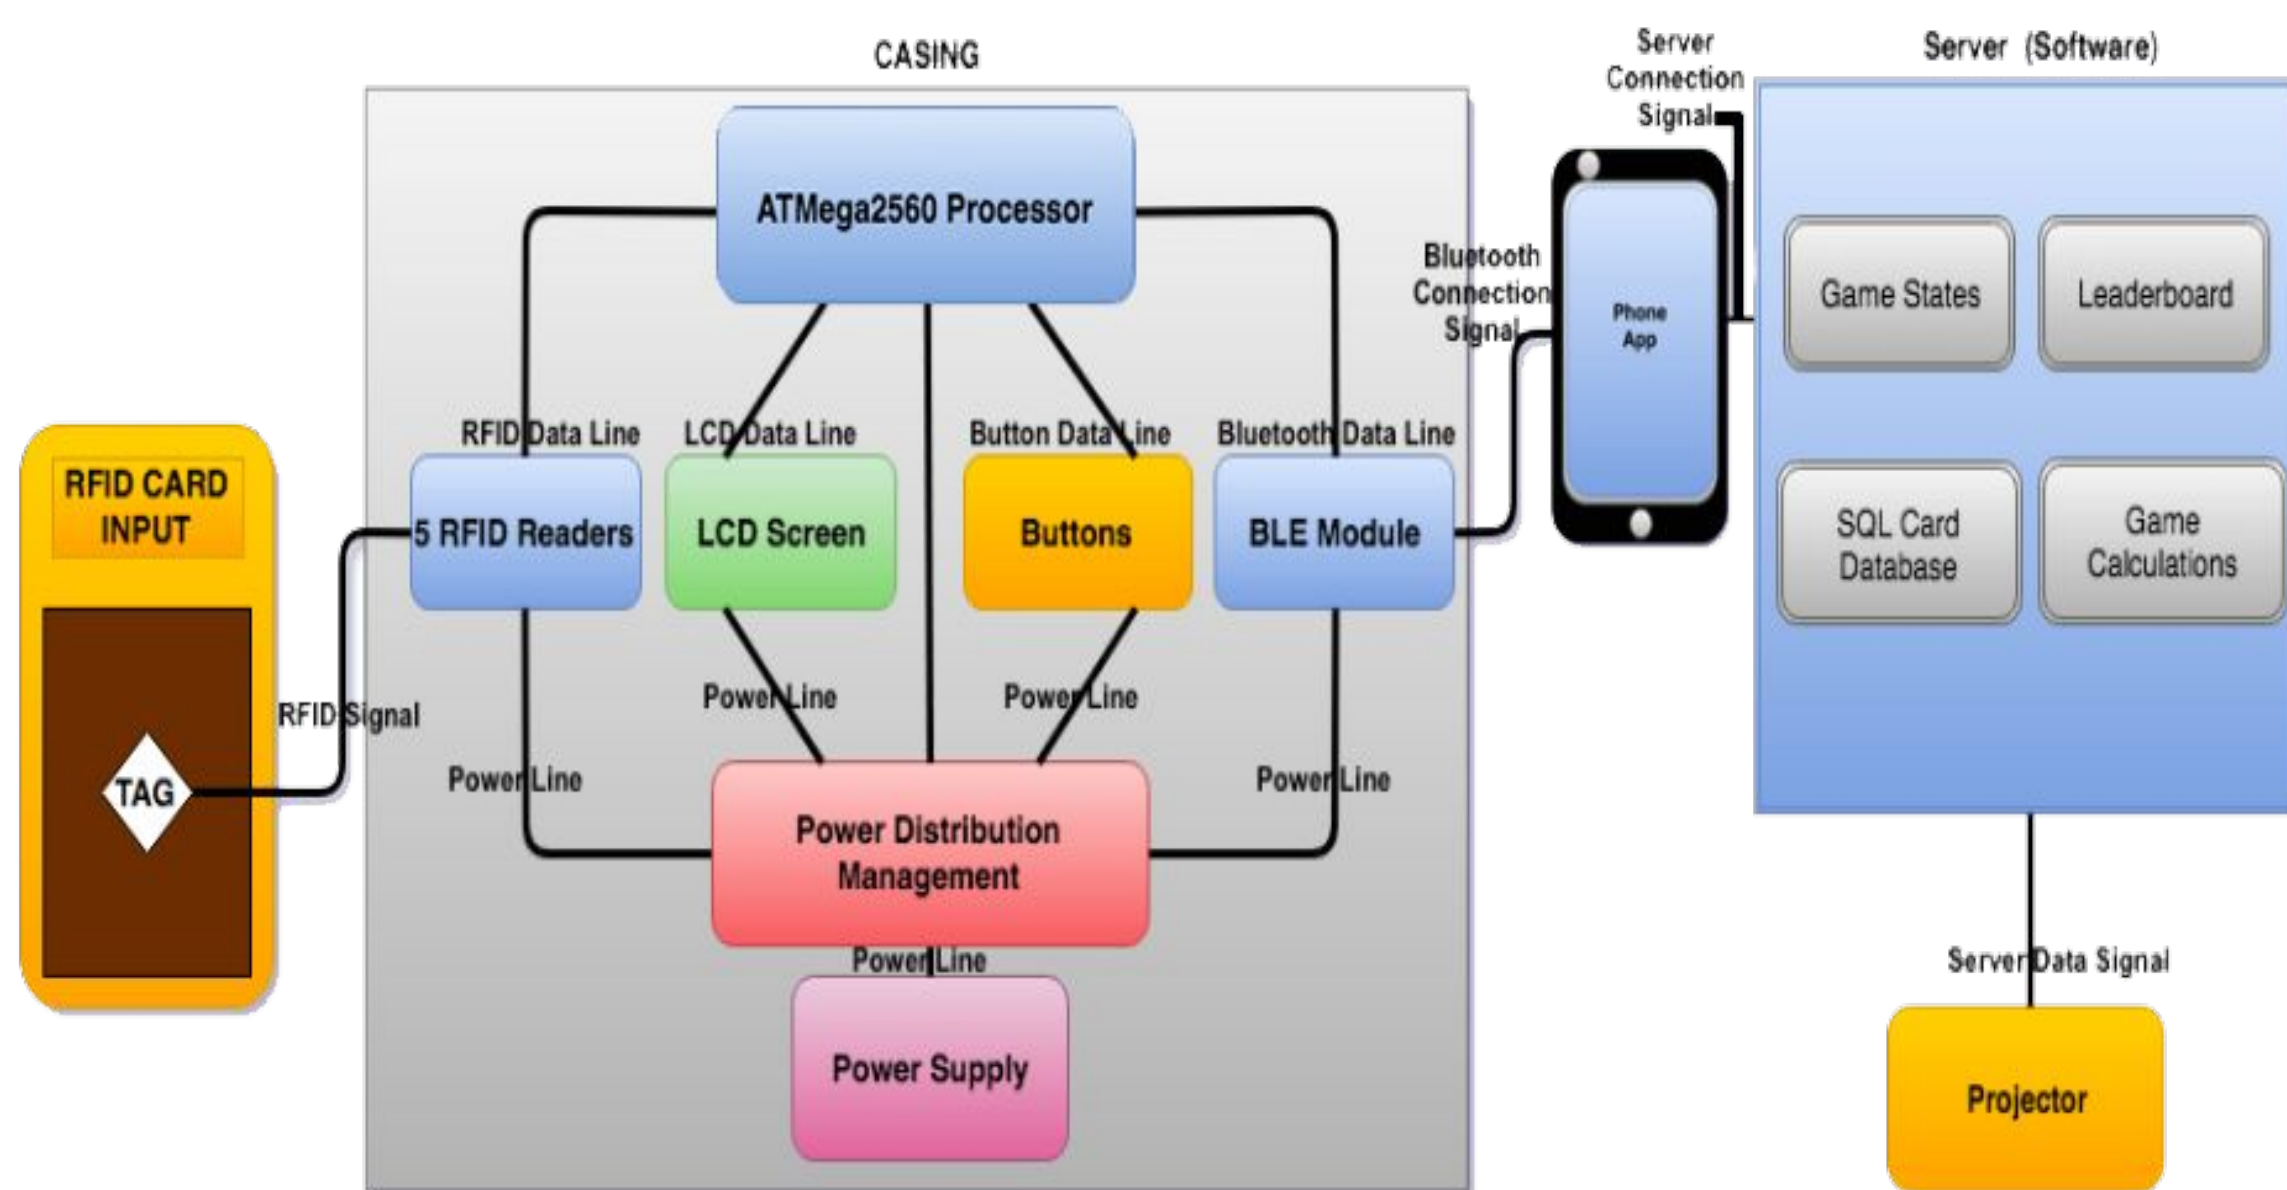 CASING
Server
Connection
Signal
Server (Software)
ATMega2560 Processor
Bluetooth
Connection
Signal
Phone
App
Game States
Leaderboard
RFID Data Line
LCD Data Line
Button Data Line
Bluetooth Data Line
RFID CARD
INPUT
5 RFID Readers
LCD Screen
Buttons
BLE Module
SQL Card
Database
Game
Calculations
RFID Signal
Power Line
Power Line
Power Line
Power Line
TAG
Power Distribution
Management
Power Line
Server Data Signal
Power Supply
Projector